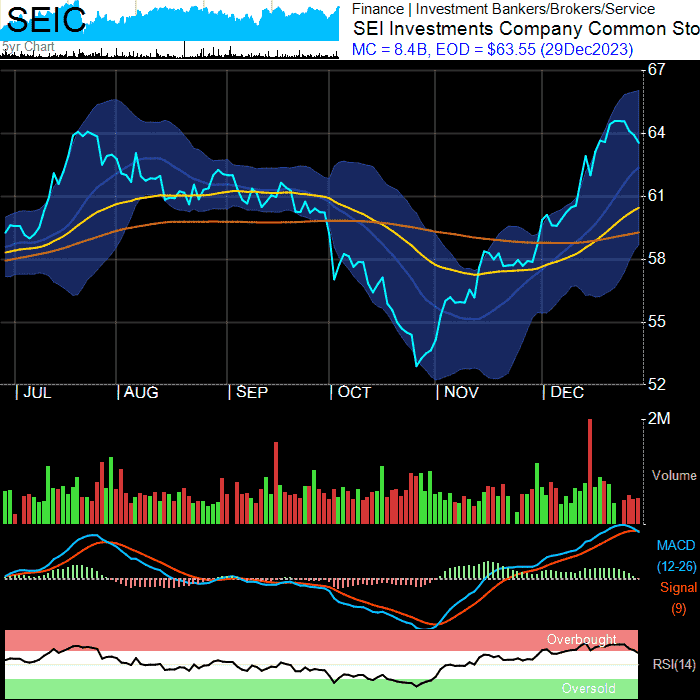 SEIC
5yr Chart
Finance | Investment Bankers/Brokers/Service
SEI Investments Company Common Sto
MC = 8.4B, EOD = $63.55 (29Dec2023)
67
64
61
58
55
52
| JUL | AUG | SEP | OCT | NOV | DEC
2M
Volume
MACD
(12-26)
Signal
(9)
Overbought
RSI(14)
Oversold